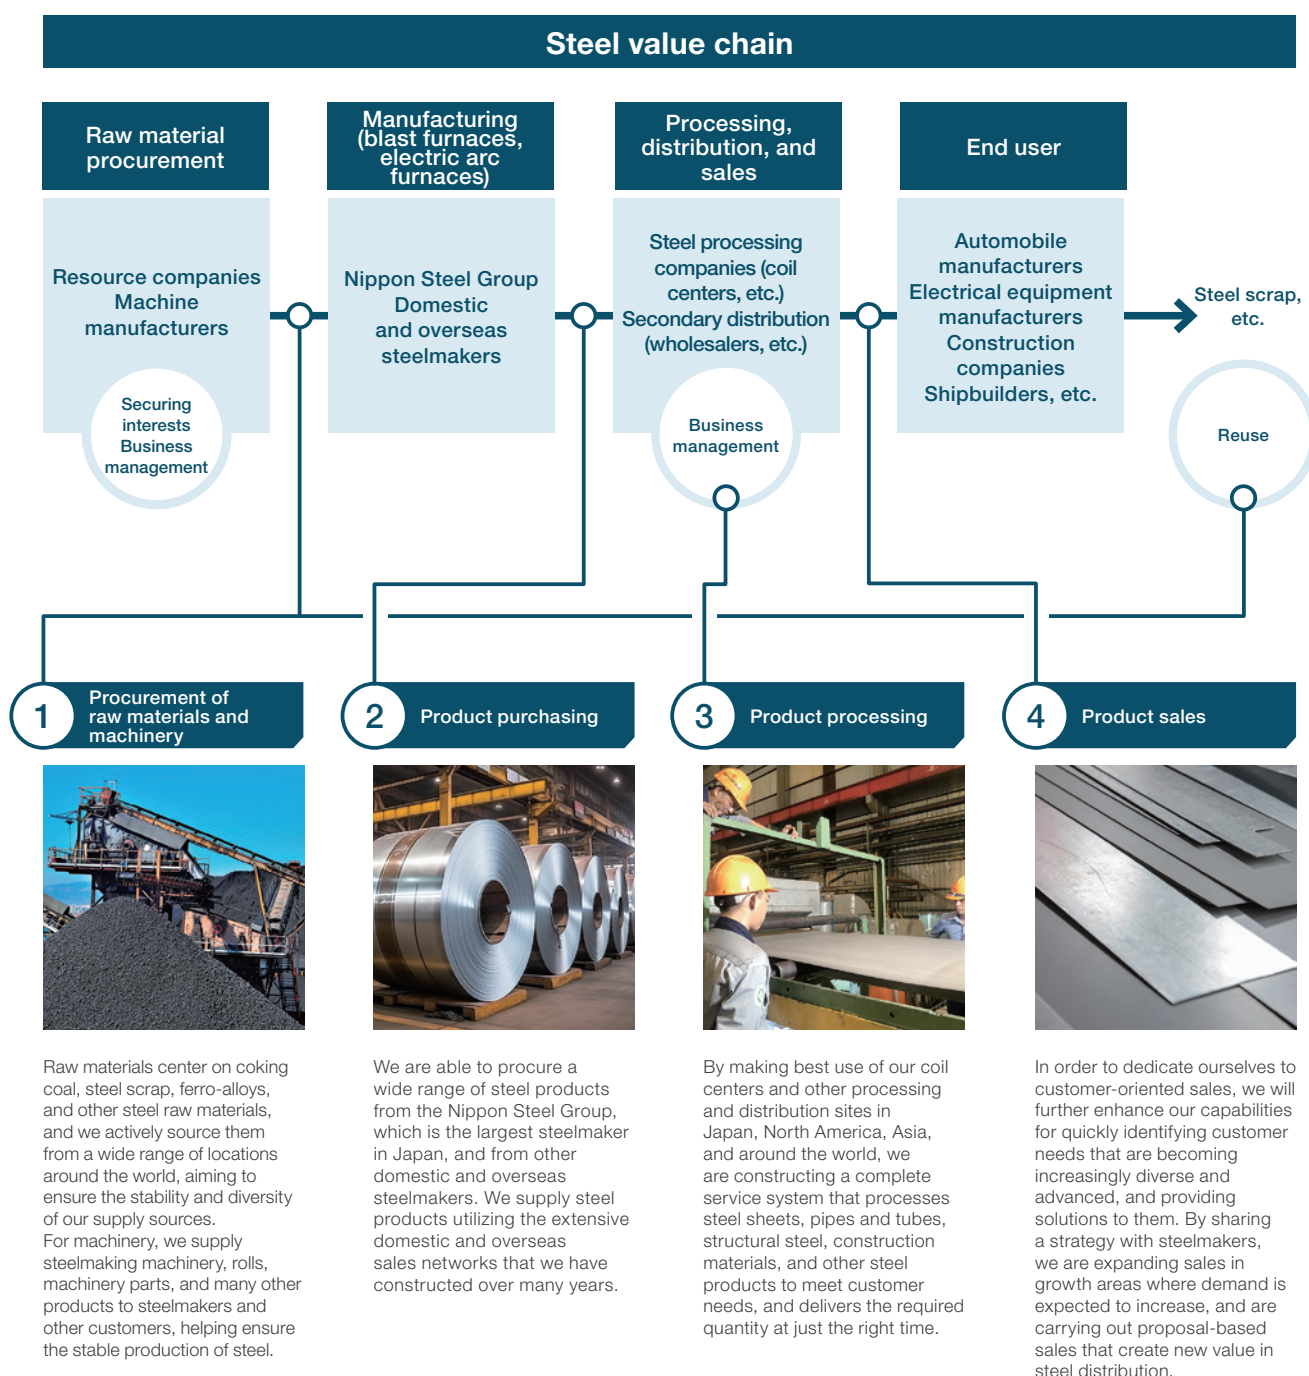 Steel value chain
Raw material
procurement
Manufacturing
(blast furnaces,
electric arc
furnaces)
Processing,
distribution, and
sales
End user
Resource companies
Machine
manufacturers
Securing
interests
Business
management
Nippon Steel Group
Domestic
and overseas
steelmakers
Steel processing
companies (coil
centers, etc.)
Secondary distribution
(wholesalers, etc.)
Business
management
Automobile
manufacturers
Electrical equipment
manufacturers
Construction
companies
Shipbuilders, etc.
Steel scrap,
etc.
Reuse
1
Procurement of
raw materials and
machinery
2
Product purchasing
3
Product processing
4
Product sales
Raw materials center on coking
coal, steel scrap, ferro-alloys,
and other steel raw materials,
and we actively source them
from a wide range of locations
around the world, aiming to
ensure the stability and diversity
of our supply sources.
For machinery, we supply
steelmaking machinery, rolls,
machinery parts, and many other
products to steelmakers and
other customers, helping ensure
the stable production of steel.
We are able to procure a
wide range of steel products
from the Nippon Steel Group,
which is the largest steelmaker
in Japan, and from other
domestic and overseas
steelmakers. We supply steel
products utilizing the extensive
domestic and overseas
sales networks that we have
constructed over many years.
By making best use of our coil
centers and other processing
and distribution sites in
Japan, North America, Asia,
and around the world, we
are constructing a complete
service system that processes
steel sheets, pipes and tubes,
structural steel, construction
materials, and other steel
products to meet customer
needs, and delivers the required
quantity at just the right time.
In order to dedicate ourselves to
customer-oriented sales, we will
further enhance our capabilities
for quickly identifying customer
needs that are becoming
increasingly diverse and
advanced, and providing
solutions to them. By sharing
a strategy with steelmakers,
we are expanding sales in
growth areas where demand is
expected to increase, and are
carrying out proposal-based
sales that create new value in
steel distribution.